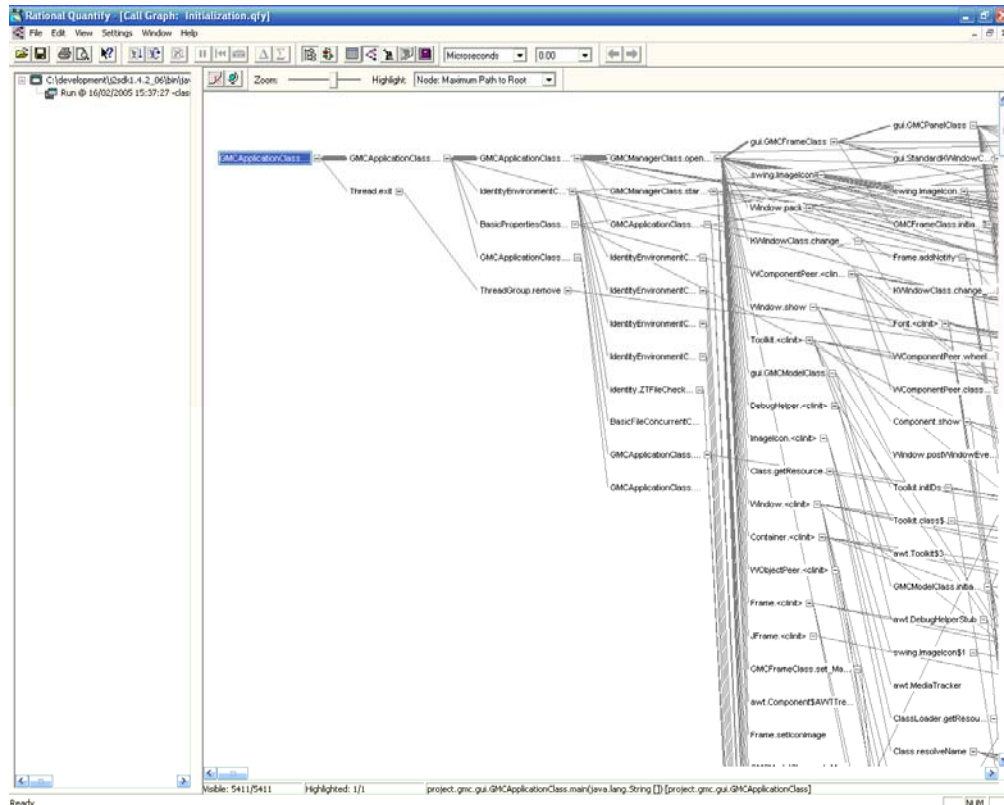 Rational Quantify - [Call Graph: Initialization.qfy]
File Edit View Settings Window Help
Microseconds 0.00
C:\development\j2sdk1.4.2_06\bin\jav
Run @ 16/02/2005 15:37:27 -clas
Zoom: Highlight: Node: Maximum Path to Root
GMCApplicationClass...
GMCApplicationClass....
Thread.exit
GMCApplicationClass...
IdentityEnvironmentC...
BasicPropertiesClass...
GMCApplicationClass....
ThreadGroup.remove
GMCManagerClass.open...
GMCManagerClass.star...
GMCApplicationClass....
IdentityEnvironmentC...
IdentityEnvironmentC...
IdentityEnvironmentC...
IdentityEnvironmentC...
identity.ZTFileCheck...
BasicFileConcurrentC...
GMCApplicationClass....
GMCApplicationClass....
gui.GMCFrameClass
swing.ImageIcon
Window.pack
KWindowClass.change_...
WComponentPeer.<clin...
Window.show
Toolkit.<clinit>
gui.GMCModelClass
DebugHelper.<clinit>
ImageIcon.<clinit>
Class.getResource
Window.<clinit>
Container.<clinit>
WObjectPeer.<clinit>
Frame.<clinit>
JFrame.<clinit>
GMCFrameClass.set_Ma...
awt.Component$AWTTre...
Frame.setIconImage
gui.GMCPanelClass
gui.StandardKWindowC...
swing.ImageIcon
GMCFrameClass.initia...
Frame.addNotify
KWindowClass.change_...
Font.<clinit>
WComponentPeer.wheel...
WComponentPeer.class...
Component.show
Window.postWindowEve...
Toolkit.initIDs
Toolkit.class$
awt.Toolkit$3
GMCModelClass.initia...
awt.DebugHelperStub
swing.ImageIcon$1
awt.MediaTracker
ClassLoader.getResou...
Class.resolveName
Visible: 5411/5411 Highlighted: 1/1 project.gmc.gui.GMCApplicationClass.main(java.lang.String []) [project.gmc.gui.GMCApplicationClass]
Ready NUM